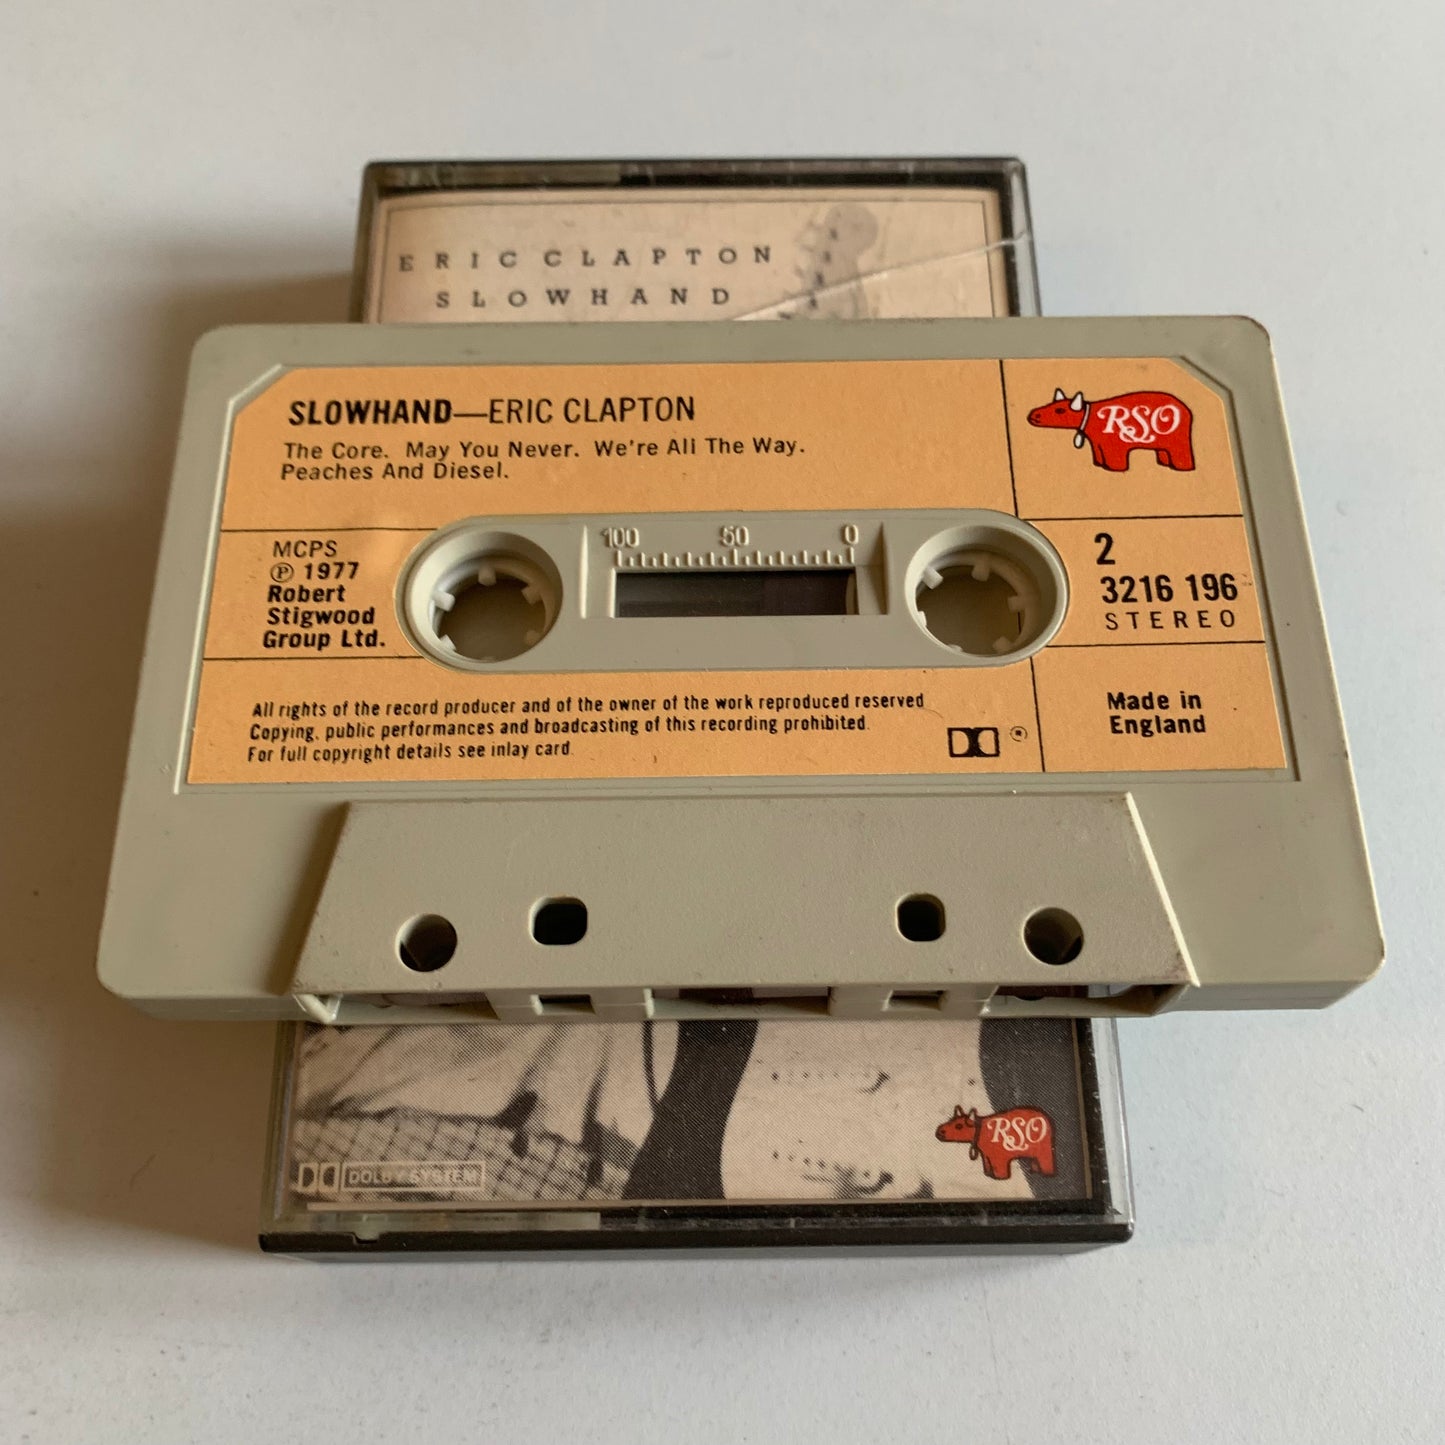 ERIC CLAPTON
SLOWHAND
SLOWHAND—ERIC CLAPTON
The Core. May You Never. We're All The Way.
Peaches And Diesel.
RSO
MCPS
℗ 1977
Robert
Stigwood
Group Ltd.
100 50 0
2
3216 196
STEREO
All rights of the record producer and of the owner of the work reproduced reserved
Copying, public performances and broadcasting of this recording prohibited.
For full copyright details see inlay card.
®
Made in
England
RSO
DOLBY SYSTEM